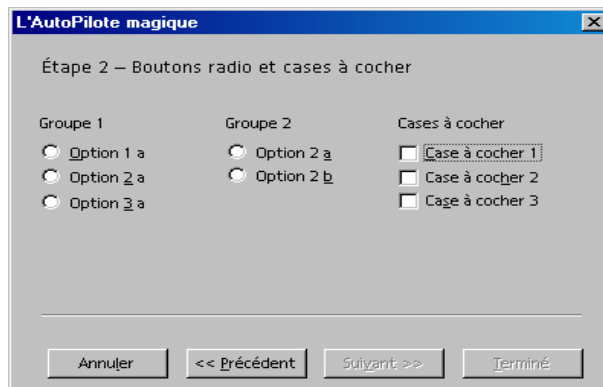 L'AutoPilote magique
Étape 2 – Boutons radio et cases à cocher
Groupe 1
Option 1 a
Option 2 a
Option 3 a
Groupe 2
Option 2 a
Option 2 b
Cases à cocher
Case à cocher 1
Case à cocher 2
Case à cocher 3
Annuler
<< Précédent
Suivant >>
Terminé